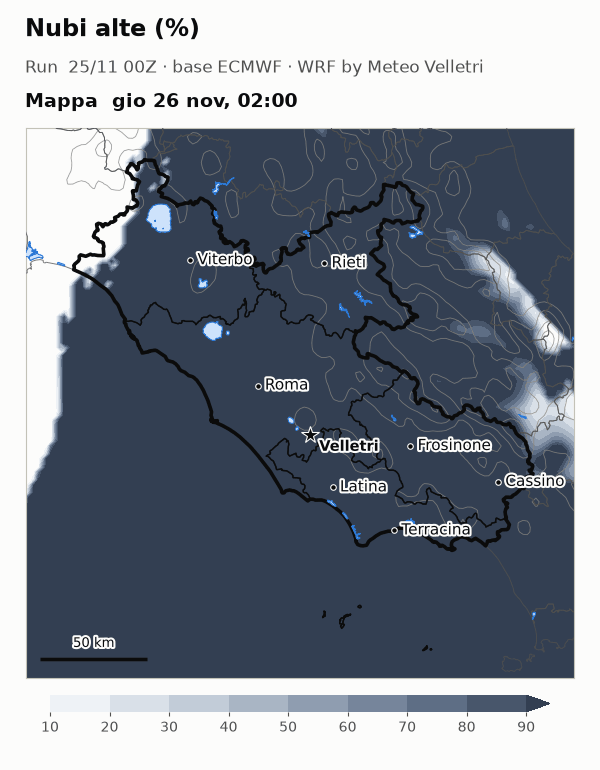 Nubi alte (%)
Run  25/11 00Z · base ECMWF · WRF by Meteo Velletri
Mappa  gio 26 nov, 02:00
Viterbo
Rieti
Roma
Velletri
Frosinone
Latina
Cassino
Terracina
50 km
10 20 30 40 50 60 70 80 90